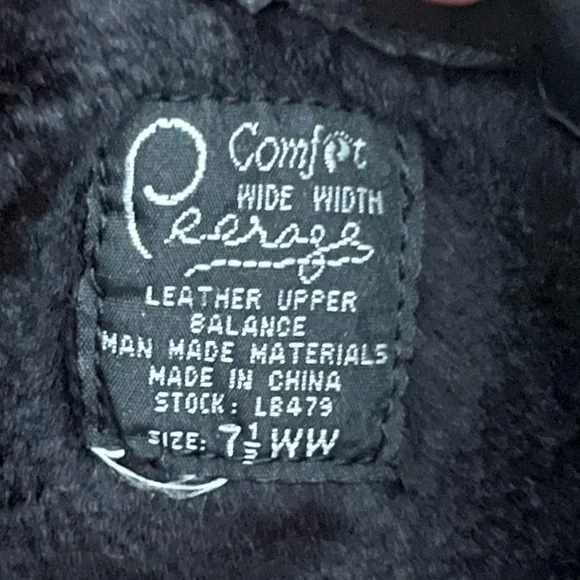 Comfort
WIDE WIDTH
Peerage
LEATHER UPPER
BALANCE
MAN MADE MATERIALS
MADE IN CHINA
STOCK: LB479
SIZE: 7½ WW